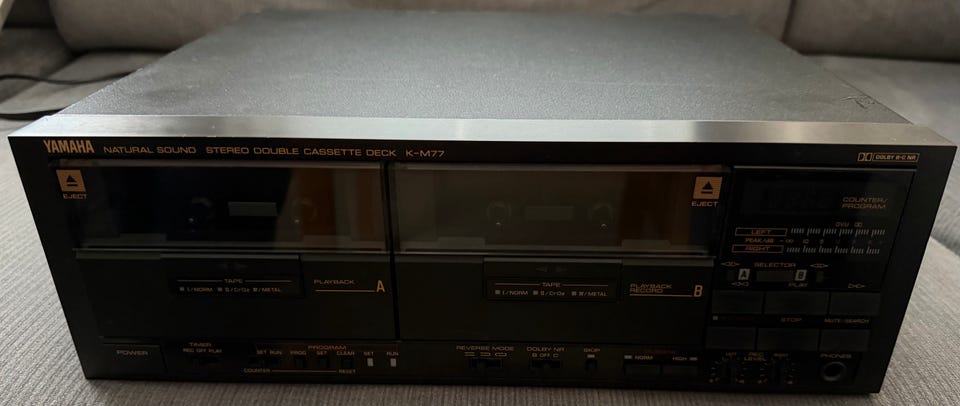 YAMAHA NATURAL SOUND STEREO DOUBLE CASSETTE DECK K-M77
DOLBY B-C NR
EJECT
EJECT
COUNTER/
PROGRAM
LEFT
PEAK/dB
RIGHT
TAPE
I/NORM II/CrO2 IV/METAL
PLAYBACK A
TAPE
I/NORM II/CrO2 IV/METAL
PLAYBACK
RECORD B
SELECTOR
A B
PLAY
STOP MUTE/SEARCH
POWER
TIMER
REC OFF PLAY
PROGRAM
SET RUN PROG SET CLEAR SET RUN
COUNTER RESET
REVERSE MODE
DOLBY NR
B OFF C
SKIP
NORM HIGH
LEFT REC RIGHT
LEVEL
PHONES